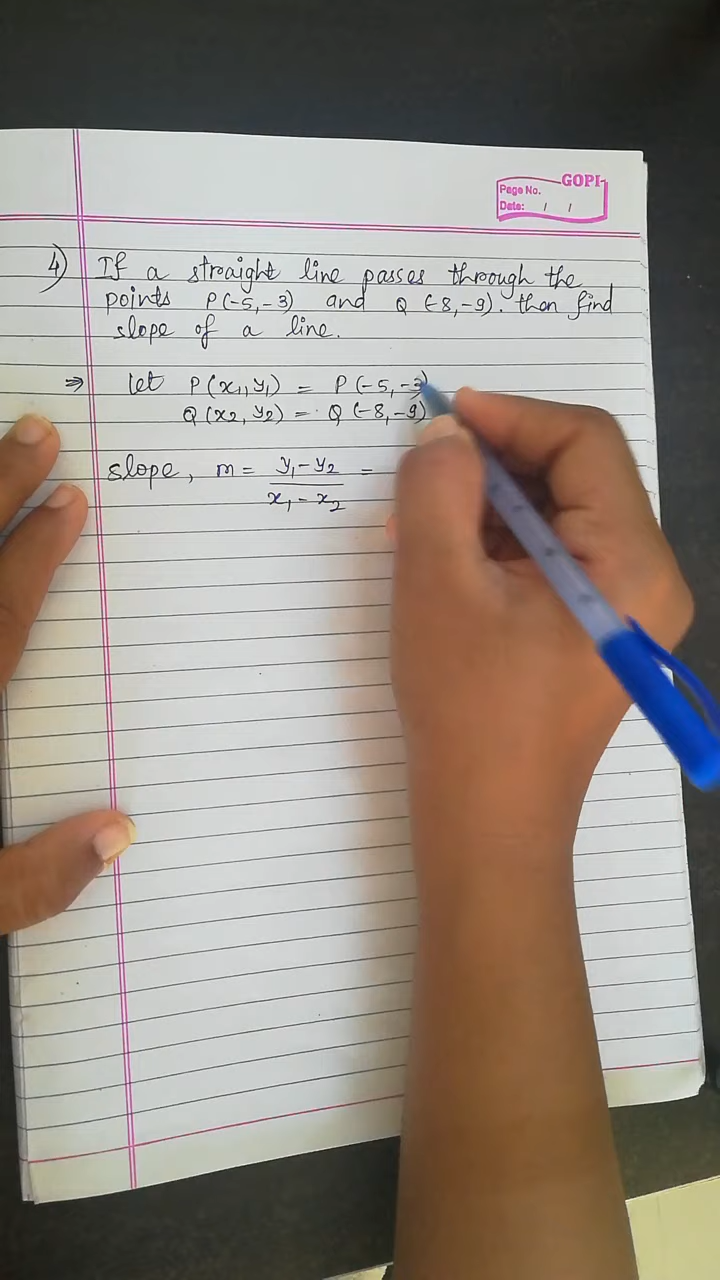 GOPI
Page No.
Date: / /
4) If a straight line passes through the
points P(-5,-3) and Q (-8,-9). then find
slope of a line.
⇒ let P(x₁,y₁) = P(-5,-3)
Q(x2,y₂) = Q (-8,-9)
slope, m = y₁-y₂ =
x₁-x₂